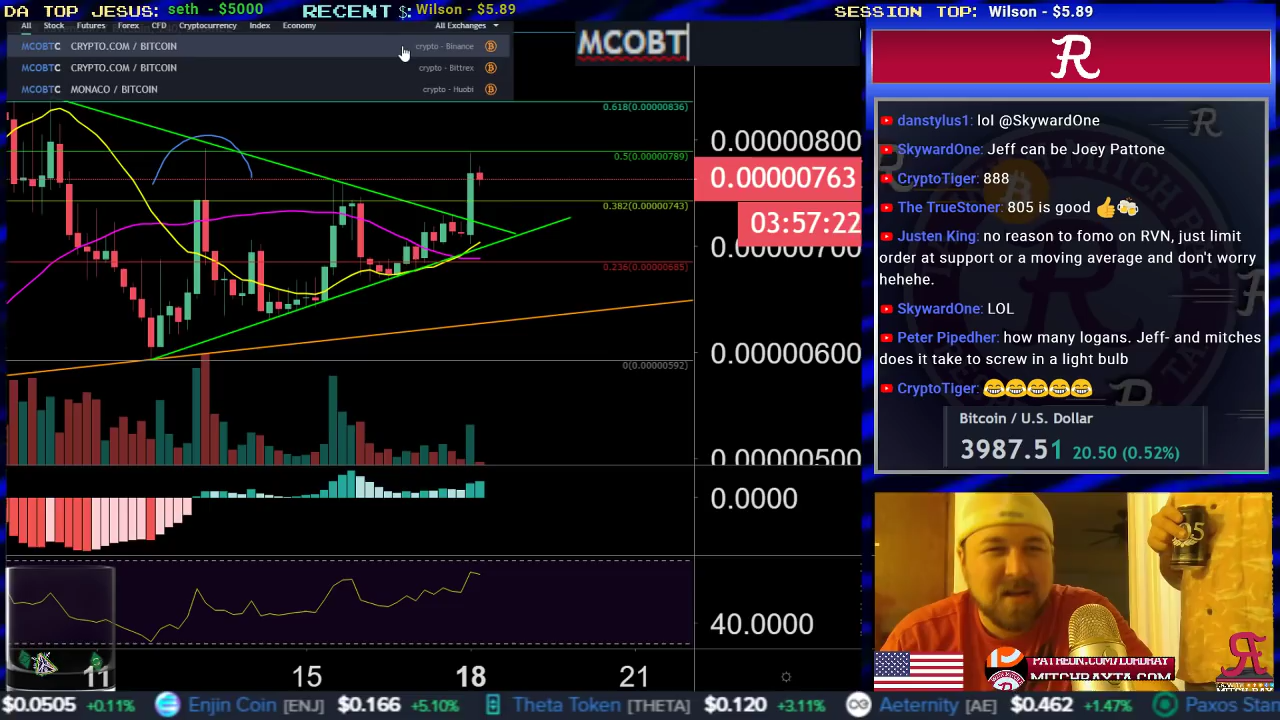 DA TOP JESUS: seth - $5000
RECENT $: Wilson - $5.89
SESSION TOP: Wilson - $5.89
All Stock Futures Forex CFD Cryptocurrency Index Economy All Exchanges
MCOBTC CRYPTO.COM / BITCOIN crypto - Binance
MCOBTC CRYPTO.COM / BITCOIN crypto - Bittrex
MCOBTC MONACO / BITCOIN crypto - Huobi
MCOBT
0.618(0.00000836)
0.5(0.00000789)
0.382(0.00000743)
0.236(0.00000685)
0(0.00000592)
0.00000800
0.00000763
03:57:22
0.00000700
0.00000600
0.00000500
0.0000
40.0000
11 15 18 21
danstylus1: lol @SkywardOne
SkywardOne: Jeff can be Joey Pattone
CryptoTiger: 888
The TrueStoner: 805 is good 👍🍻
Justen King: no reason to fomo on RVN, just limit
order at support or a moving average and don't worry
hehehe.
SkywardOne: LOL
Peter Pipedher: how many logans. Jeff- and mitches
does it take to screw in a light bulb
CryptoTiger: 😂😂😂😂😂
Bitcoin / U.S. Dollar
3987.51 20.50 (0.52%)
PATREON.COM/LORDRAY
MITCHRAYTA.COM
$0.0505 +0.11% Enjin Coin [ENJ] $0.166 +5.10% Theta Token [THETA] $0.120 +3.11% Aeternity [AE] $0.462 +1.47% Paxos Stan